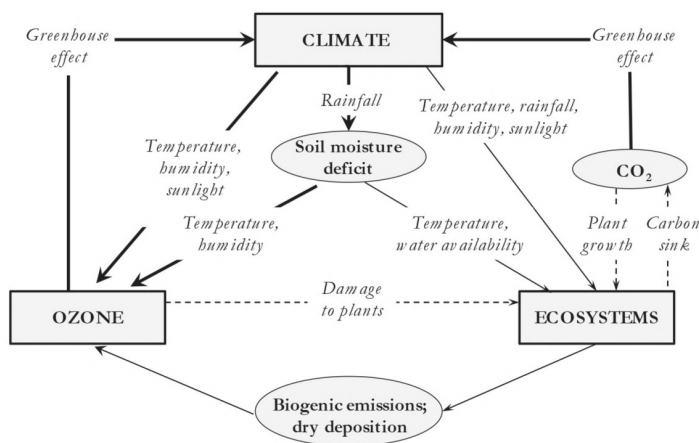 Greenhouse
effect
CLIMATE
Greenhouse
effect
Rainfall
Temperature, rainfall,
humidity, sunlight
Temperature,
humidity,
sunlight
Soil moisture
deficit
CO₂
Temperature,
humidity
Temperature,
water availability
Plant
growth
Carbon
sink
OZONE
Damage
to plants
ECOSYSTEMS
Biogenic emissions;
dry deposition